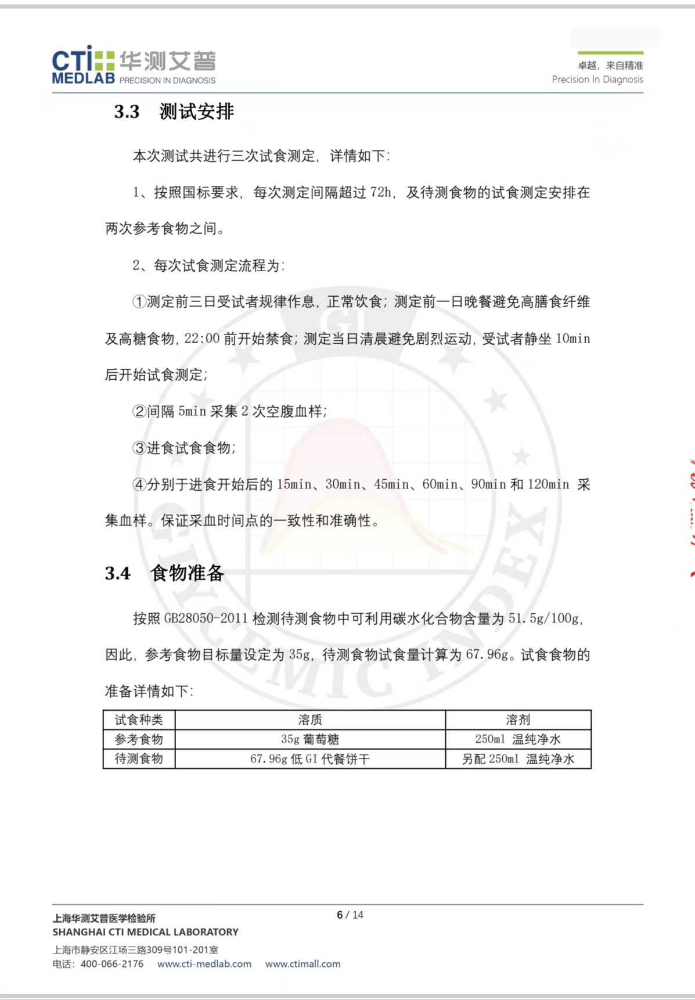 CTI 华测艾普
MEDLAB PRECISION IN DIAGNOSIS
卓越，来自精准
Precision In Diagnosis
3.3 测试安排
本次测试共进行三次试食测定，详情如下：
1、按照国标要求，每次测定间隔超过 72h，及待测食物的试食测定安排在
两次参考食物之间。
2、每次试食测定流程为：
①测定前三日受试者规律作息，正常饮食；测定前一日晚餐避免高膳食纤维
及高糖食物，22:00 前开始禁食；测定当日清晨避免剧烈运动，受试者静坐 10min
后开始试食测定；
②间隔 5min 采集 2 次空腹血样；
③进食试食食物；
④分别于进食开始后的 15min、30min、45min、60min、90min 和 120min 采
集血样。保证采血时间点的一致性和准确性。
3.4 食物准备
按照 GB28050-2011 检测待测食物中可利用碳水化合物含量为 51.5g/100g，
因此，参考食物目标量设定为 35g，待测食物试食量计算为 67.96g。试食食物的
准备详情如下：
试食种类 溶质 溶剂
参考食物 35g 葡萄糖 250ml 温纯净水
待测食物 67.96g 低 GI 代餐饼干 另配 250ml 温纯净水
GI
GLYCEMIC INDEX
6 / 14
上海华测艾普医学检验所
SHANGHAI CTI MEDICAL LABORATORY
上海市静安区江场三路309号101-201室
电话：400-066-2176 www.cti-medlab.com www.ctimall.com